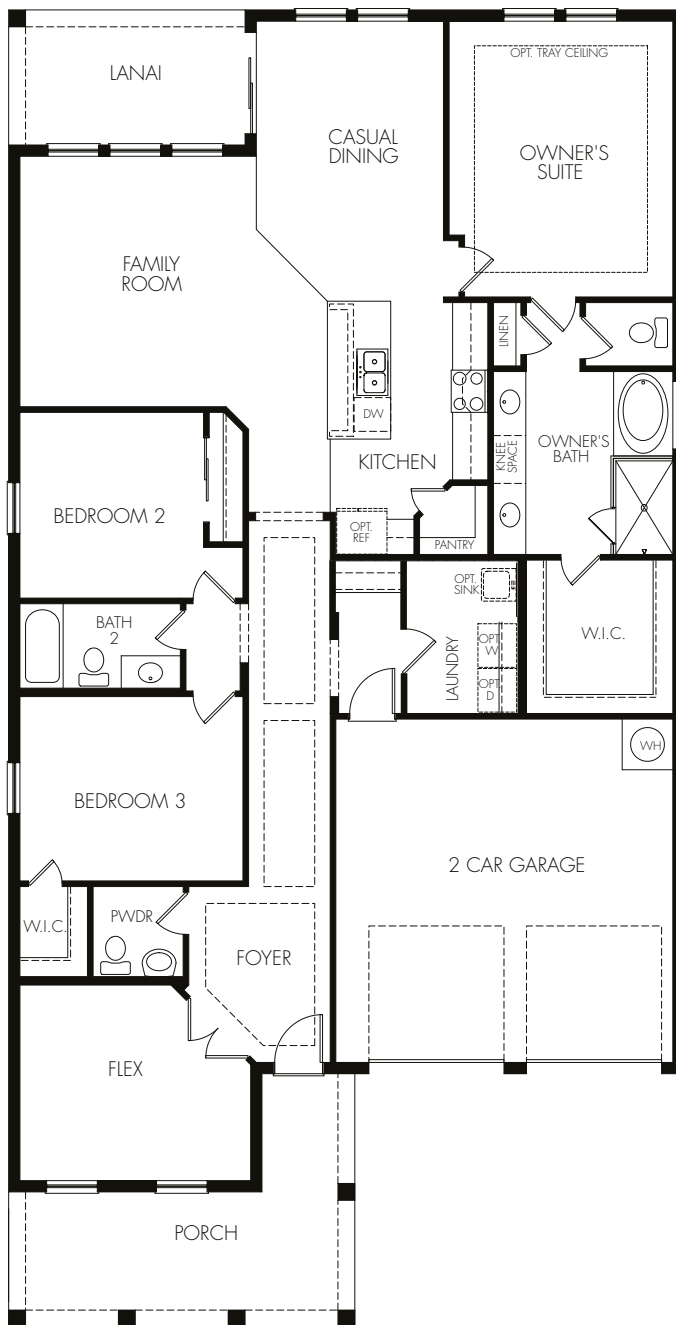 LANAI
OPT. TRAY CEILING
CASUAL
DINING
OWNER'S
SUITE
FAMILY
ROOM
LINEN
DW
OWNER'S
BATH
KNEE
SPACE
KITCHEN
BEDROOM 2
OPT.
REF
PANTRY
OPT.
SINK
BATH
2
W.I.C.
LAUNDRY
OPT
W
OPT
D
WH
BEDROOM 3
2 CAR GARAGE
W.I.C.
PWDR
FOYER
FLEX
PORCH